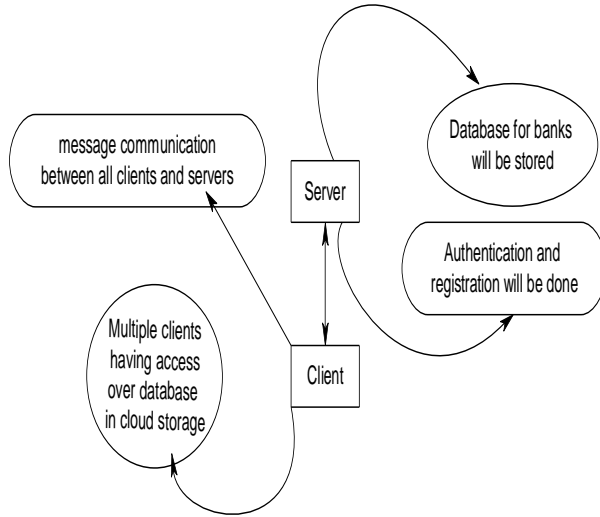 Database for banks
will be stored
message communication
between all clients and servers
Server
Authentication and
registration will be done
Multiple clients
having access
over database
in cloud storage
Client